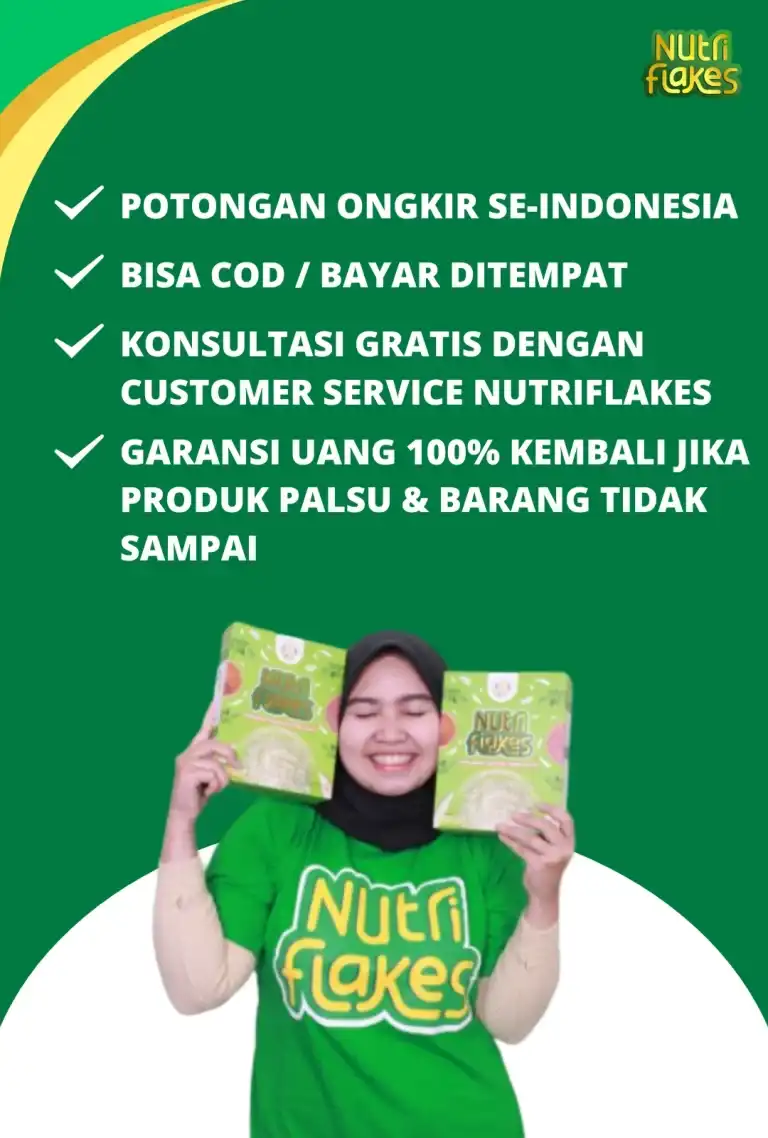 Nutri
flakes
POTONGAN ONGKIR SE-INDONESIA
BISA COD / BAYAR DITEMPAT
KONSULTASI GRATIS DENGAN
CUSTOMER SERVICE NUTRIFLAKES
GARANSI UANG 100% KEMBALI JIKA
PRODUK PALSU & BARANG TIDAK
SAMPAI
Nutri
flakes
Nutri
flakes
Nutri
flakes